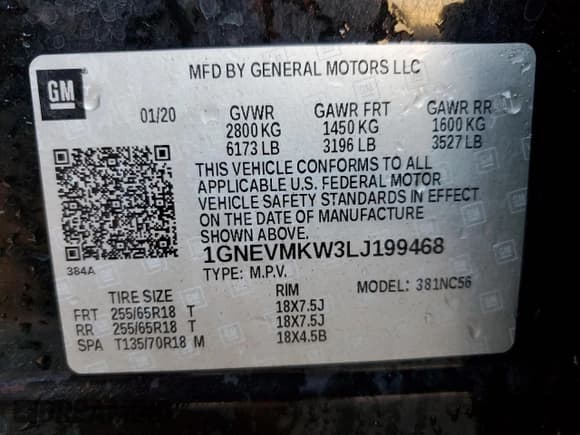 GM
MFD BY GENERAL MOTORS LLC
01/20 GVWR GAWR FRT GAWR RR
2800 KG 1450 KG 1600 KG
6173 LB 3196 LB 3527 LB
THIS VEHICLE CONFORMS TO ALL
APPLICABLE U.S. FEDERAL MOTOR
VEHICLE SAFETY STANDARDS IN EFFECT
ON THE DATE OF MANUFACTURE
SHOWN ABOVE.
384A
1GNEVMKW3LJ199468
TYPE: M.P.V. MODEL: 381NC56
TIRE SIZE RIM
FRT 255/65R18 T 18X7.5J
RR 255/65R18 T 18X7.5J
SPA T135/70R18 M 18X4.5B